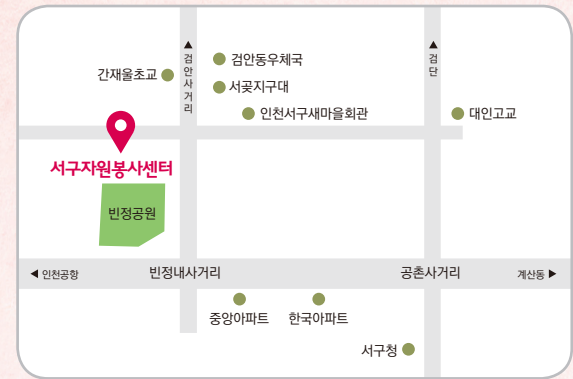 ▲ 검안사거리
▲ 검단
검안동우체국
간재울초교
서곶지구대
인천서구새마을회관
대인고교
서구자원봉사센터
빈정공원
◀ 인천공항
빈정내사거리
공촌사거리
계산동 ▶
중앙아파트
한국아파트
서구청